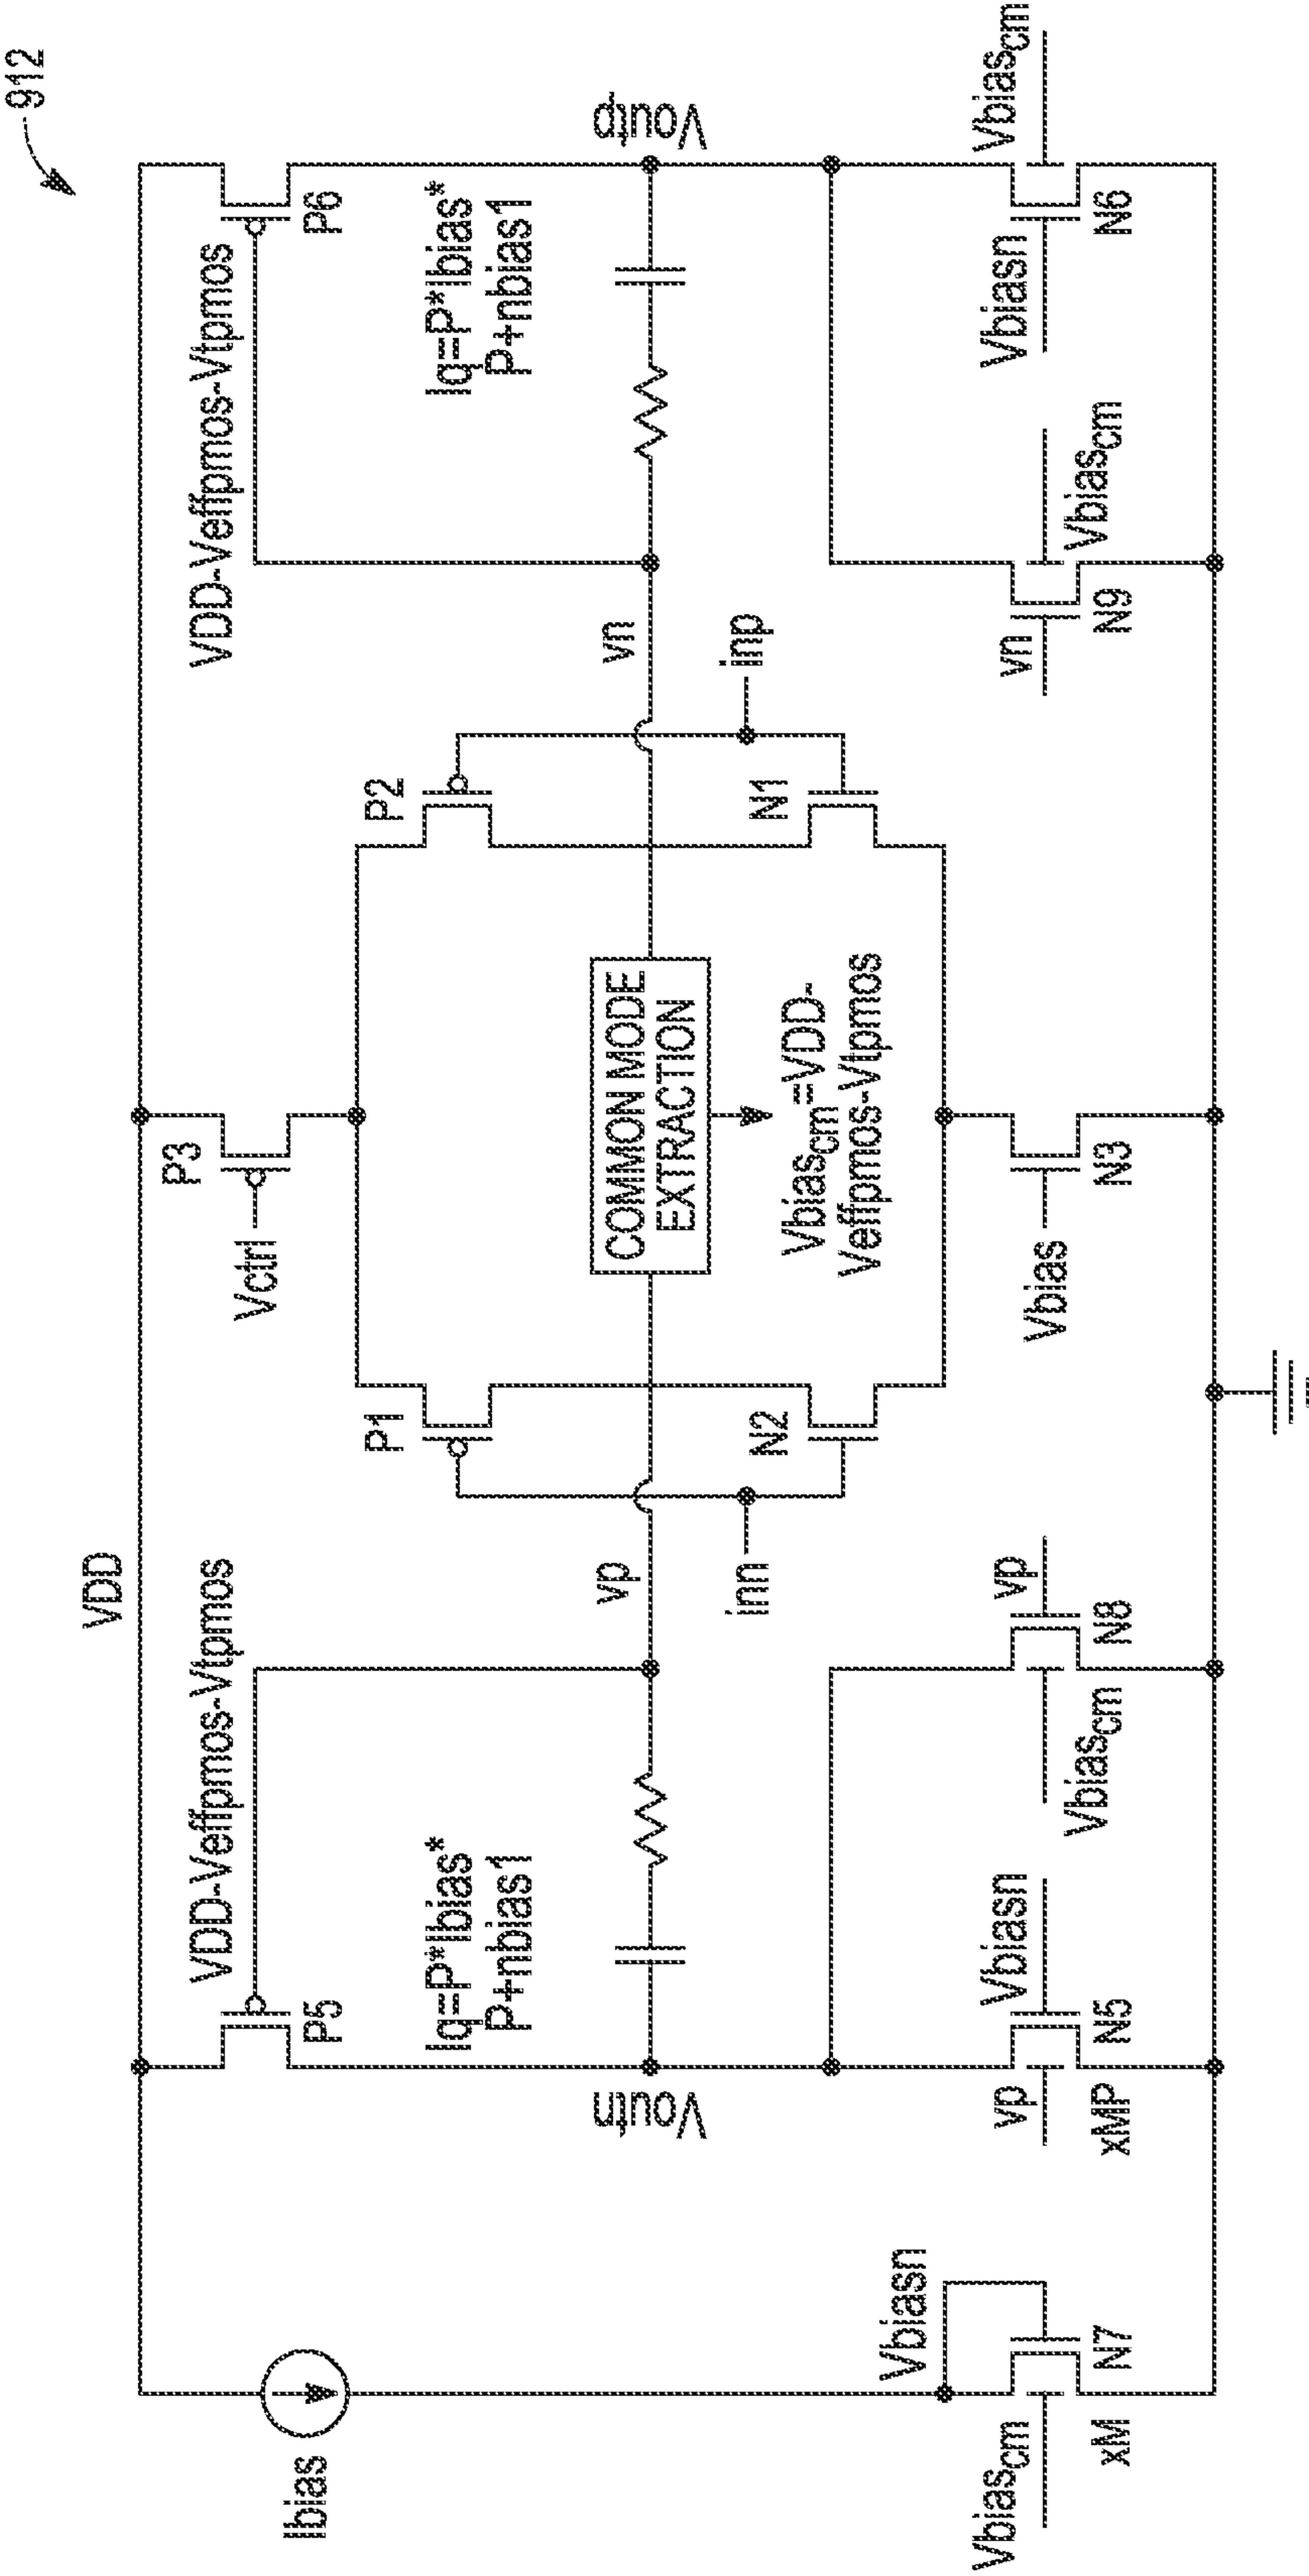 912
VDD
VDD-Veffpmos-Vtpmos
P3
VDD-Veffpmos-Vtpmos
Ibias
P5
Vctrl
P6
Iq=P*Ibias*
P+nbias1
P1
P2
Iq=P*Ibias*
P+nbias1
Voutn
vp
COMMON MODE
EXTRACTION
vn
Voutp
inn
inp
N2
N1
Vbiascm=VDD-
Veffpmos-Vtpmos
Vbiasn
Vbiascm
vp
Vbiasn
vp
Vbiascm
Vbias
vn
Vbiascm
Vbiasn
Vbiascm
xM
N7
xMP
N5
N8
N3
N9
N6